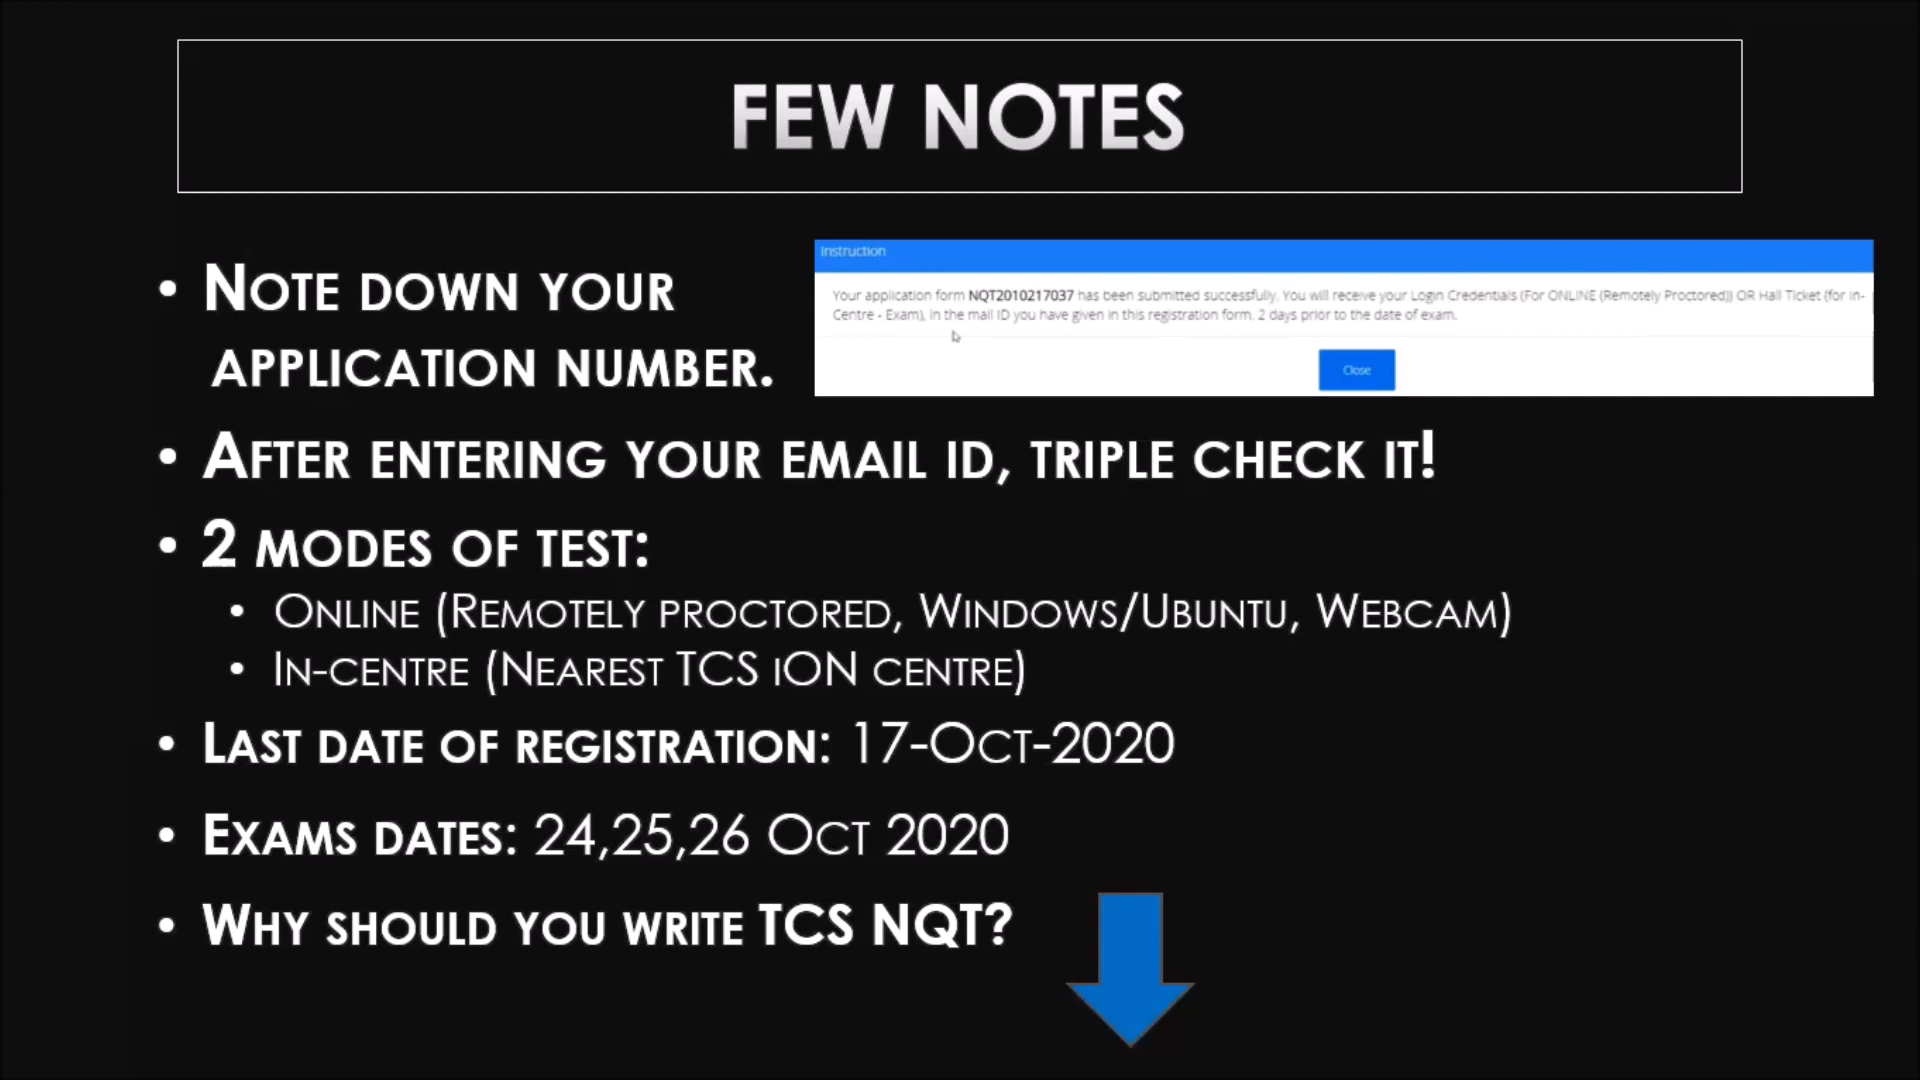 FEW NOTES
• NOTE DOWN YOUR
APPLICATION NUMBER.
Instruction
Your application form NQT2010217037 has been submitted successfully. You will receive your Login Credentials (For ONLINE (Remotely Proctored)) OR Hall Ticket (for In-
Centre - Exam), in the mail ID you have given in this registration form. 2 days prior to the date of exam.
Close
• AFTER ENTERING YOUR EMAIL ID, TRIPLE CHECK IT!
• 2 MODES OF TEST:
• ONLINE (REMOTELY PROCTORED, WINDOWS/UBUNTU, WEBCAM)
• IN-CENTRE (NEAREST TCS iON CENTRE)
• LAST DATE OF REGISTRATION: 17-OCT-2020
• EXAMS DATES: 24,25,26 OCT 2020
• WHY SHOULD YOU WRITE TCS NQT?